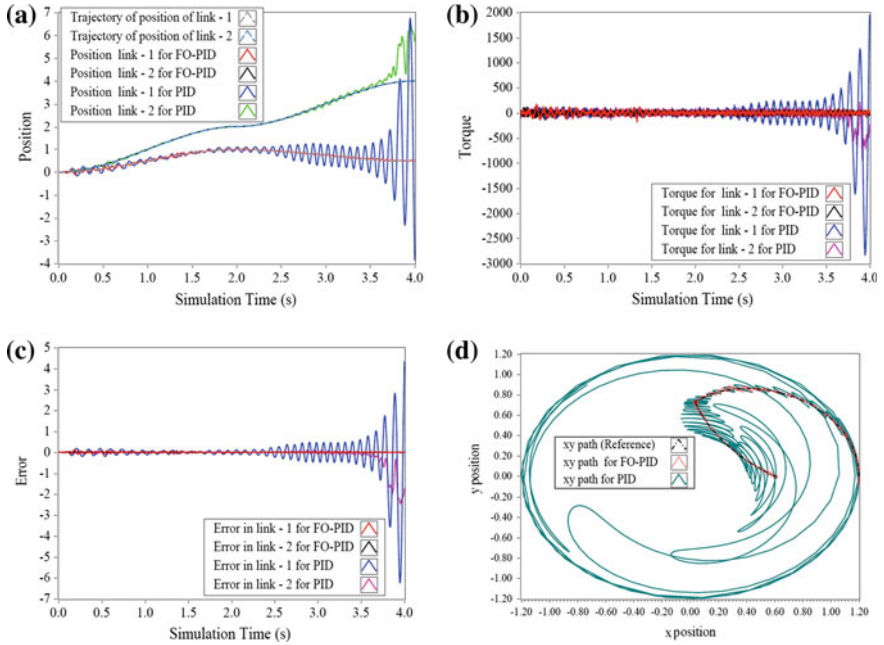 (a)
Trajectory of position of link - 1
Trajectory of position of link - 2
Position link - 1 for FO-PID
Position link - 2 for FO-PID
Position link - 1 for PID
Position link - 2 for PID
7
6
5
4
3
2
1
0
-1
-2
-3
-4
Position
0.0 0.5 1.0 1.5 2.0 2.5 3.0 3.5 4.0
Simulation Time (s)
(b)
2000
1500
1000
500
0
-500
-1000
-1500
-2000
-2500
-3000
Torque
Torque for link - 1 for FO-PID
Torque for link - 2 for FO-PID
Torque for link - 1 for PID
Torque for link - 2 for PID
0.0 0.5 1.0 1.5 2.0 2.5 3.0 3.5 4.0
Simulation Time (s)
(c)
5
4
3
2
1
0
-1
-2
-3
-4
-5
-6
-7
Error
Error in link - 1 for FO-PID
Error in link - 2 for FO-PID
Error in link - 1 for PID
Error in link - 2 for PID
0.0 0.5 1.0 1.5 2.0 2.5 3.0 3.5 4.0
Simulation Time (s)
(d)
1.20
1.00
0.80
0.60
0.40
0.20
0.00
-0.20
-0.40
-0.60
-0.80
-1.00
-1.20
y position
xy path (Reference)
xy path for FO-PID
xy path for PID
-1.20 -1.00 -0.80 -0.60 -0.40 -0.20 0.00 0.20 0.40 0.60 0.80 1.00 1.20
x position